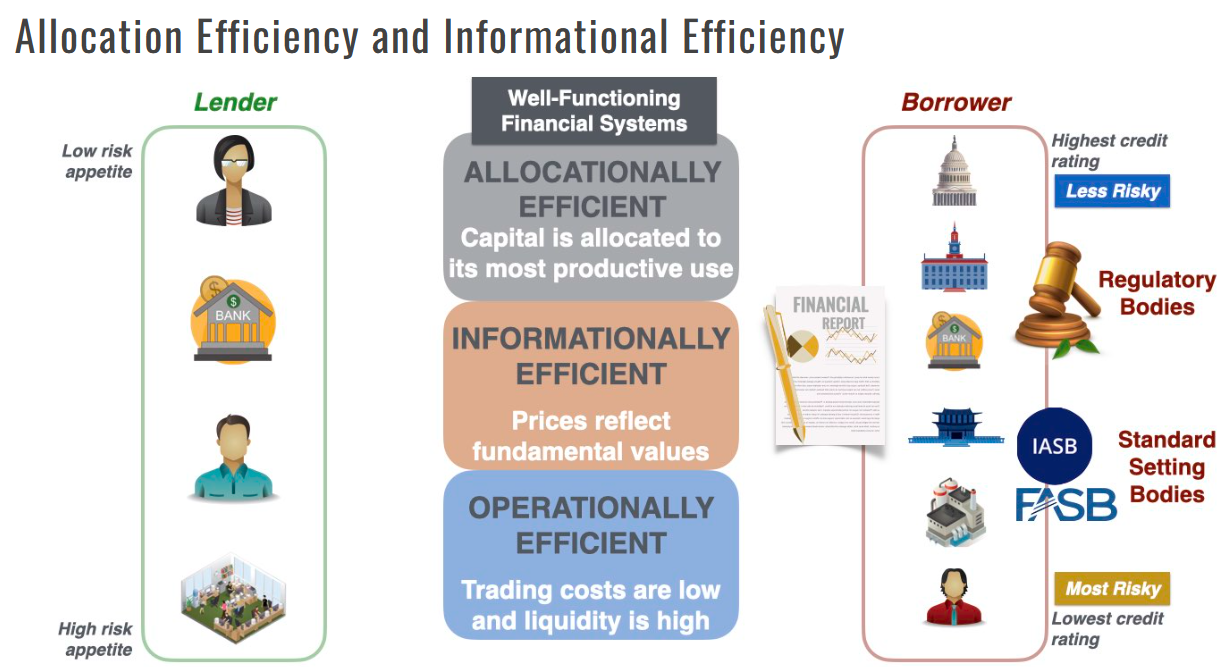 Allocation Efficiency and Informational Efficiency
Lender
Low risk
appetite
$
BANK
High risk
appetite
Well-Functioning
Financial Systems
ALLOCATIONALLY
EFFICIENT
Capital is allocated to
its most productive use
INFORMATIONALLY
EFFICIENT
Prices reflect
fundamental values
OPERATIONALLY
EFFICIENT
Trading costs are low
and liquidity is high
FINANCIAL
REPORT
Borrower
Highest credit
rating
Less Risky
Regulatory
Bodies
$
BANK
IASB
FASB
Standard
Setting
Bodies
Most Risky
Lowest credit
rating